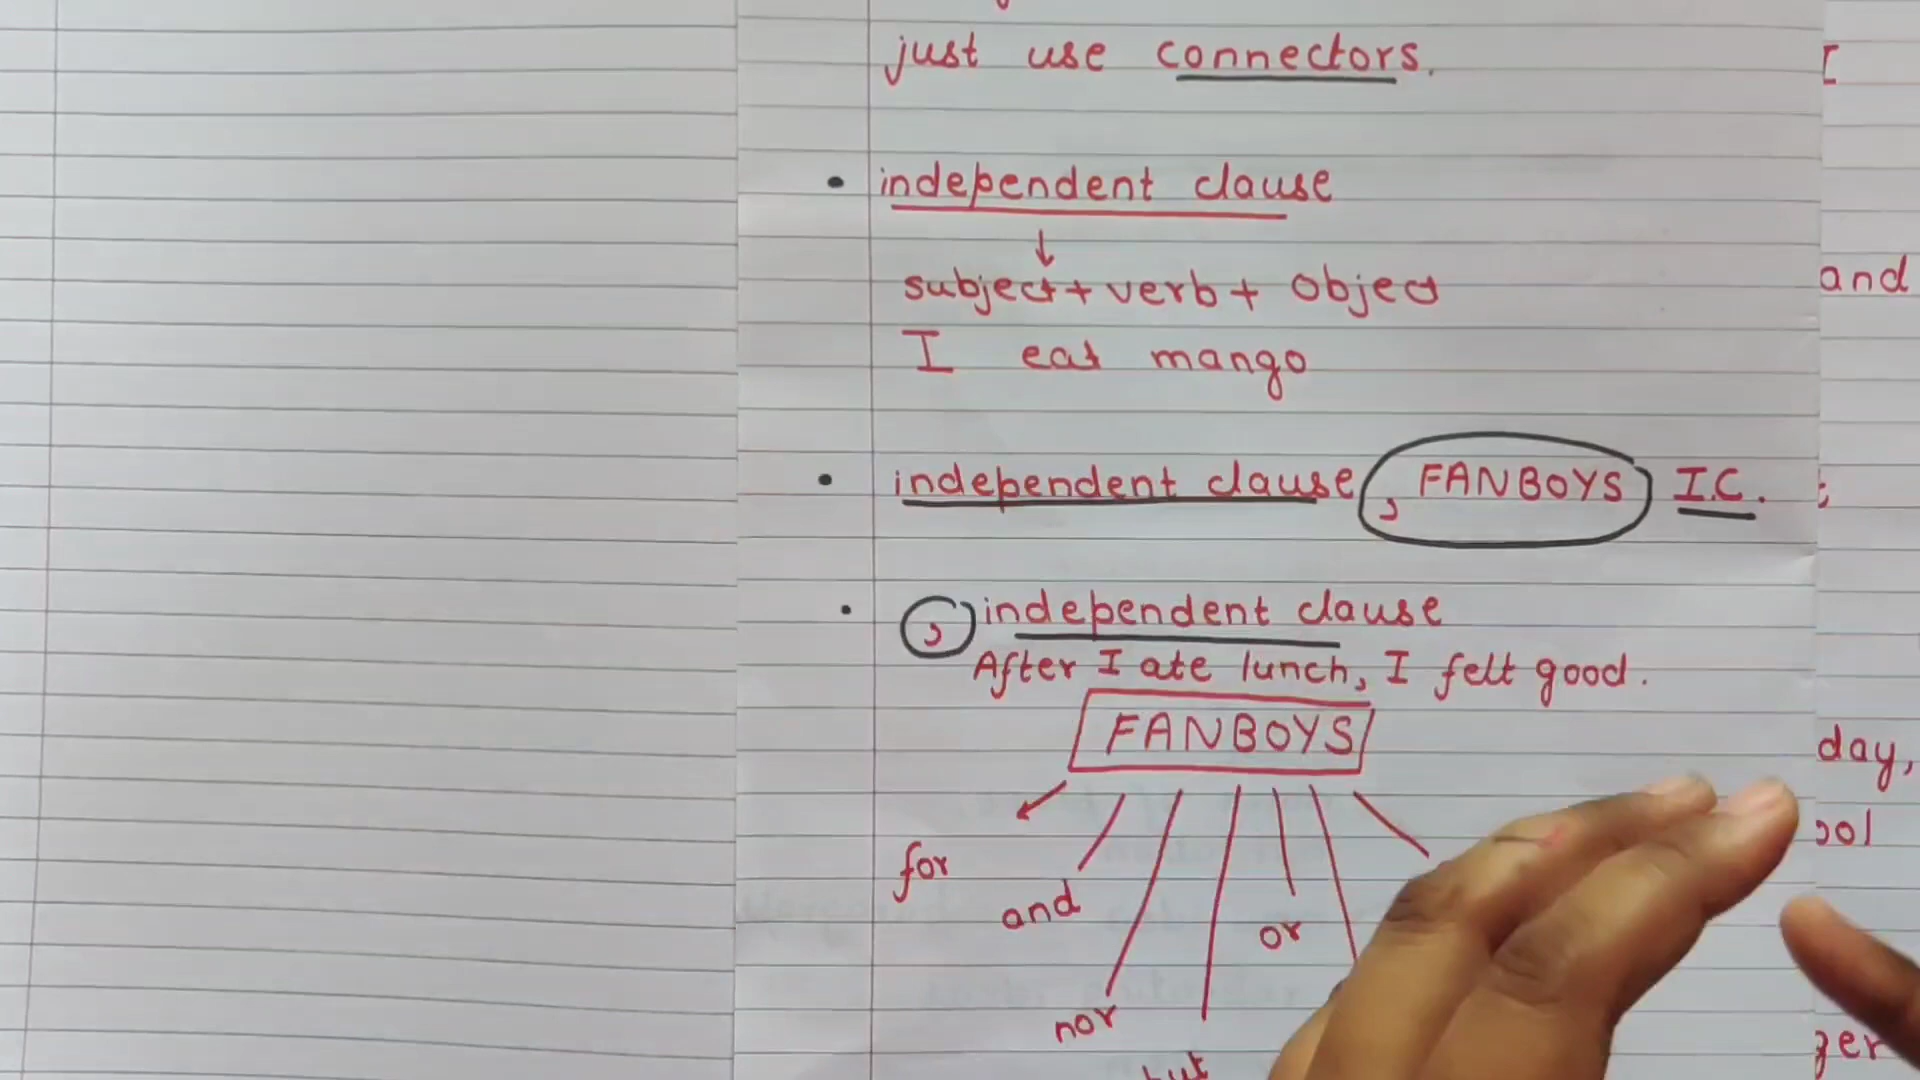 just use connectors.
• independent clause
↓
subject + verb + object
I eat mango
• independent clause, FANBOYS I.C.
• , independent clause
After I ate lunch, I felt good.
FANBOYS
for
and
or
nor
but
I
and
day,